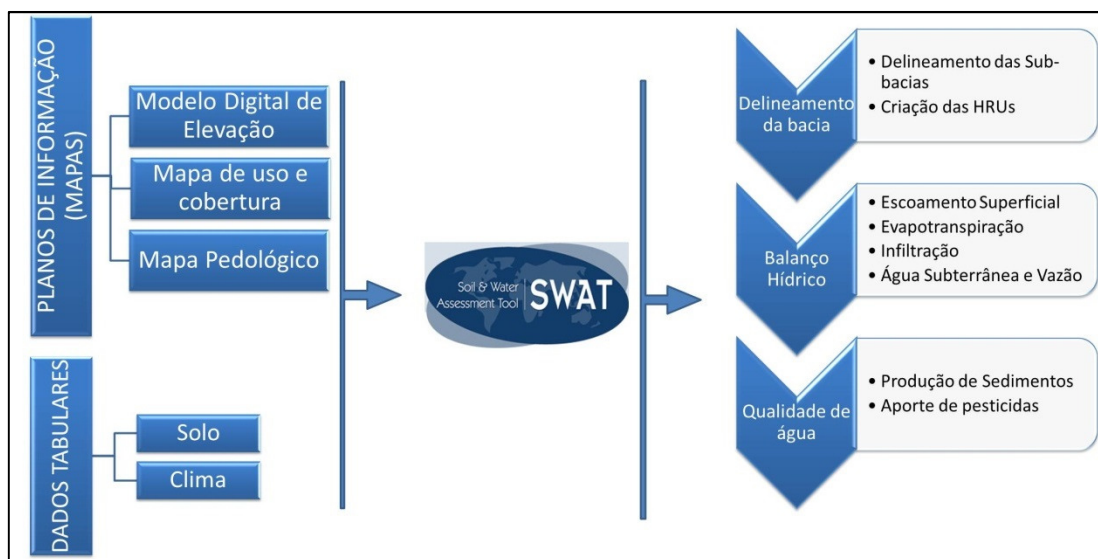 PLANOS DE INFORMAÇÃO
(MAPAS)
Modelo Digital de
Elevação
Mapa de uso e
cobertura
Mapa Pedológico
DADOS TABULARES
Solo
Clima
Soil & Water
Assessment Tool
SWAT
Delineamento
da bacia
• Delineamento das Sub-
bacias
• Criação das HRUs
Balanço
Hídrico
• Escoamento Superficial
• Evapotranspiração
• Infiltração
• Água Subterrânea e Vazão
Qualidade de
água
• Produção de Sedimentos
• Aporte de pesticidas